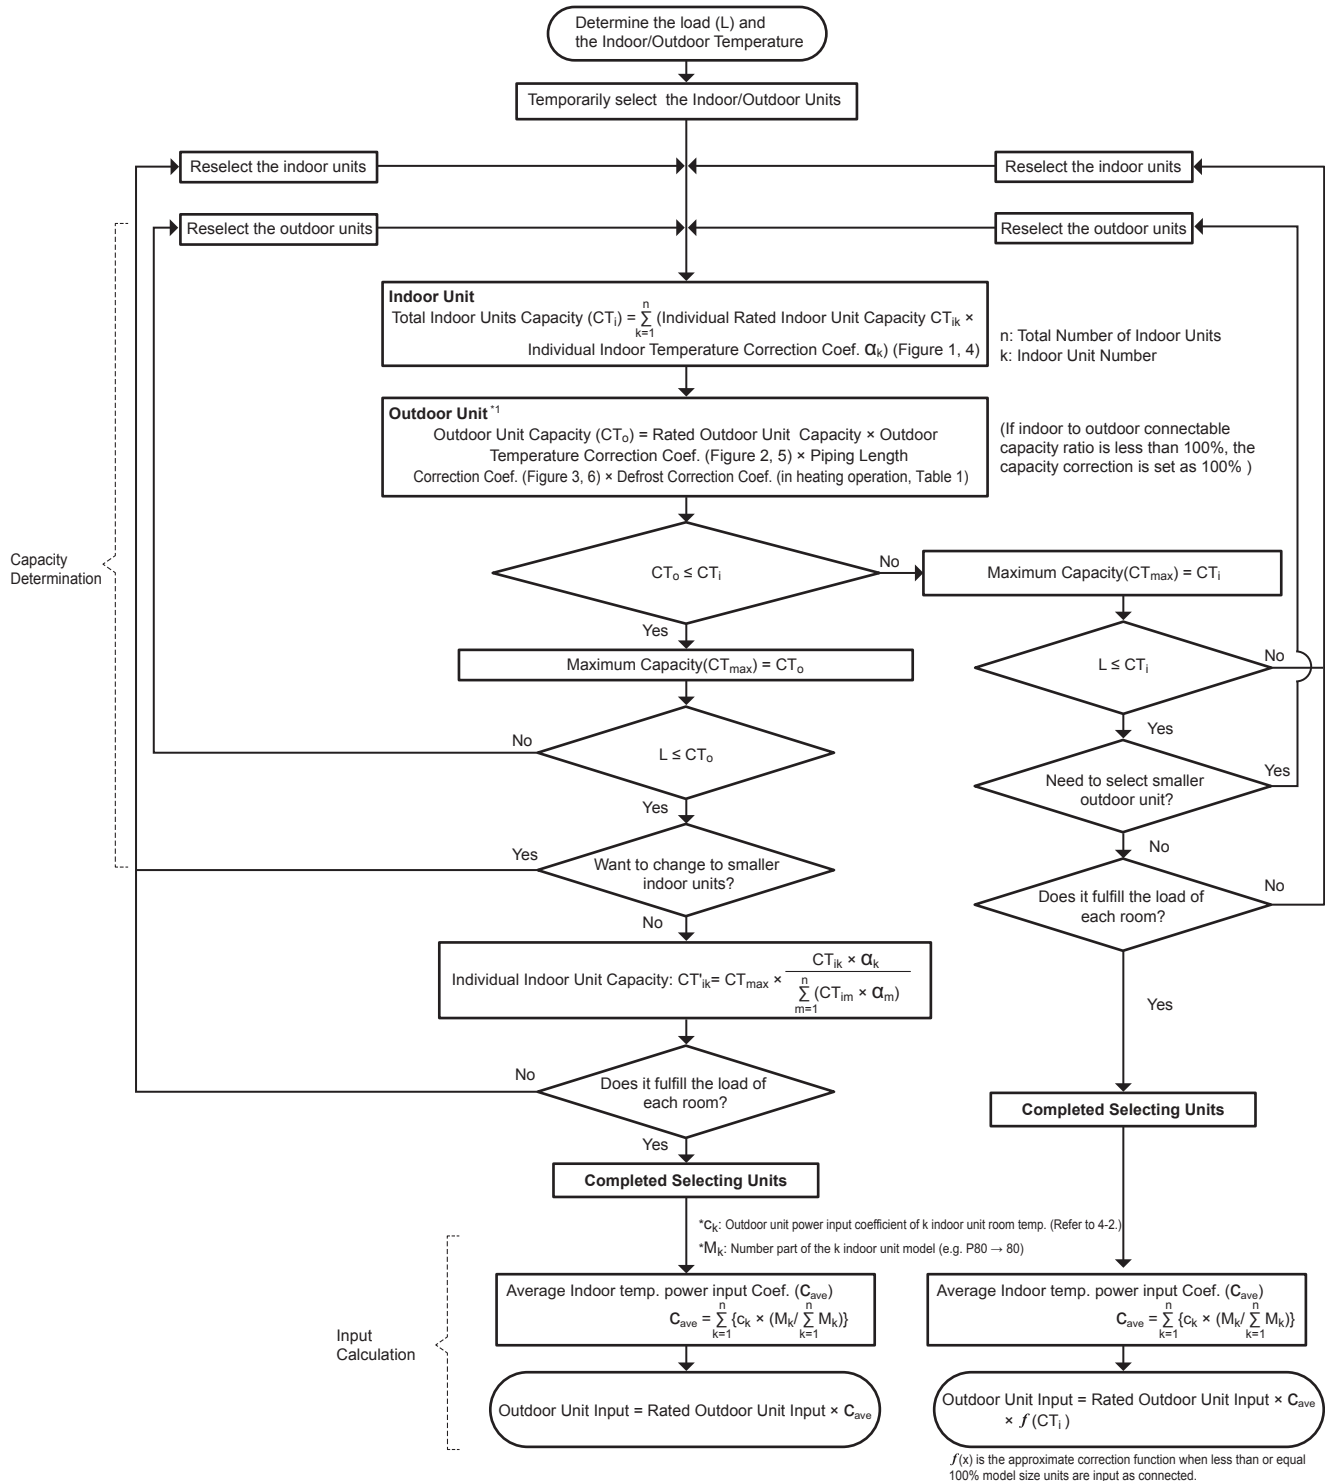 Determine the load (L) and
the Indoor/Outdoor Temperature
Temporarily select the Indoor/Outdoor Units
Reselect the indoor units
Reselect the indoor units
Reselect the outdoor units
Reselect the outdoor units
Indoor Unit
Total Indoor Units Capacity (CTi) = n∑k=1 (Individual Rated Indoor Unit Capacity CTik ×
Individual Indoor Temperature Correction Coef. αk) (Figure 1, 4)
n: Total Number of Indoor Units
k: Indoor Unit Number
Outdoor Unit *1
Outdoor Unit Capacity (CTo) = Rated Outdoor Unit Capacity × Outdoor
Temperature Correction Coef. (Figure 2, 5) × Piping Length
Correction Coef. (Figure 3, 6) × Defrost Correction Coef. (in heating operation, Table 1)
(If indoor to outdoor connectable
capacity ratio is less than 100%, the
capacity correction is set as 100% )
Capacity
Determination
CTo ≤ CTi
No
Maximum Capacity(CTmax) = CTi
Yes
Maximum Capacity(CTmax) = CTo
L ≤ CTi
No
Yes
No
L ≤ CTo
Yes
Need to select smaller
outdoor unit?
Yes
No
Yes
Want to change to smaller
indoor units?
No
Does it fulfill the load of
each room?
No
Yes
Individual Indoor Unit Capacity: CT'ik= CTmax × CTik × αk / n∑m=1 (CTim × αm)
No
Does it fulfill the load of
each room?
Yes
Completed Selecting Units
Completed Selecting Units
*ck: Outdoor unit power input coefficient of k indoor unit room temp. (Refer to 4-2.)
*Mk: Number part of the k indoor unit model (e.g. P80 → 80)
Input
Calculation
Average Indoor temp. power input Coef. (Cave)
Cave = n∑k=1 {ck × (Mk/ n∑k=1 Mk)}
Average Indoor temp. power input Coef. (Cave)
Cave = n∑k=1 {ck × (Mk/ n∑k=1 Mk)}
Outdoor Unit Input = Rated Outdoor Unit Input × Cave
Outdoor Unit Input = Rated Outdoor Unit Input × Cave
× f (CTi )
f(x) is the approximate correction function when less than or equal
100% model size units are input as connected.